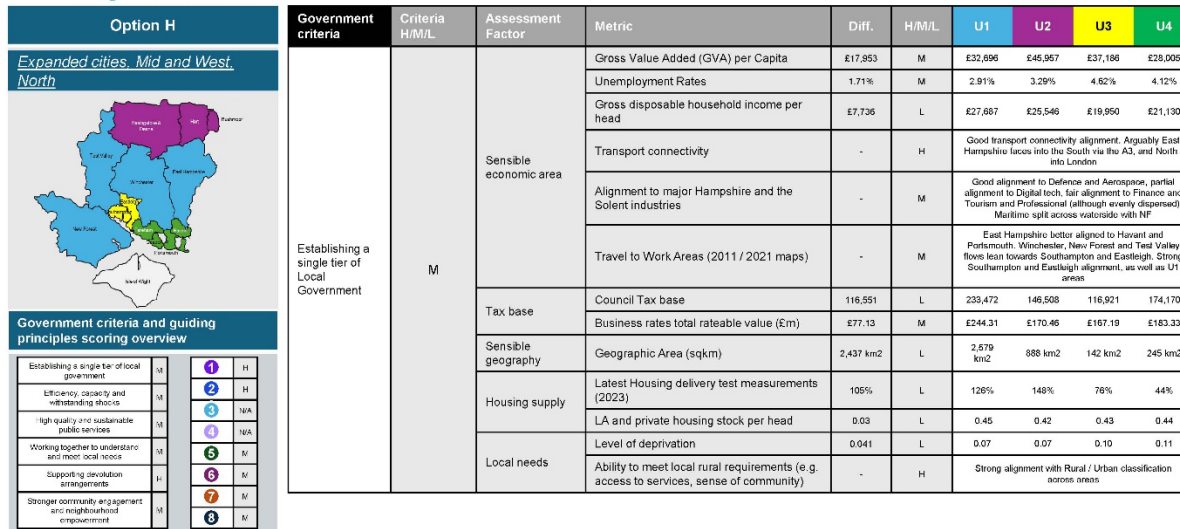 Option H
Expanded cities, Mid and West,
North
Basingstoke &
Deane
Hart
Rushmoor
Test Valley
Winchester
East Hampshire
New Forest
Eastleigh
Fareham
Havant
Portsmouth
Isle of Wight
Government criteria and guiding
principles scoring overview
Establishing a single tier of local
government
M
Efficiency, capacity and
withstanding shocks
M
High quality and sustainable
public services
M
Working together to understand
and meet local needs
M
Supporting devolution
arrangements
H
Stronger community engagement
and neighbourhood
empowerment
M
1 H
2 H
3 N/A
4 N/A
5 M
6 M
7 M
8 M
Government
criteria
Criteria
H/M/L
Assessment
Factor
Metric
Diff.
H/M/L
U1
U2
U3
U4
Establishing a
single tier of
Local
Government
M
Sensible
economic area
Gross Value Added (GVA) per Capita £17,953 M £32,696 £45,957 £37,186 £28,005
Unemployment Rates 1.71% M 2.91% 3.29% 4.62% 4.12%
Gross disposable household income per
head
£7,736 L £27,687 £25,546 £19,950 £21,130
Transport connectivity - H
Good transport connectivity alignment. Arguably East
Hampshire faces into the South via the A3, and North
into London
Alignment to major Hampshire and the
Solent industries
- M
Good alignment to Defence and Aerospace, partial
alignment to Digital tech, fair alignment to Finance and
Tourism and Professional (although evenly dispersed)
Maritime split across waterside with NF
Travel to Work Areas (2011 / 2021 maps) - M
East Hampshire better aligned to Havant and
Portsmouth. Winchester, New Forest and Test Valley
flows lean towards Southampton and Eastleigh. Strong
Southampton and Eastleigh alignment, as well as U1
areas
Tax base
Council Tax base 116,551 L 233,472 146,508 116,921 174,170
Business rates total rateable value (£m) £77.13 M £244.31 £170.46 £167.19 £183.33
Sensible
geography
Geographic Area (sqkm) 2,437 km2 L 2,579
km2
888 km2 142 km2 245 km2
Housing supply
Latest Housing delivery test measurements
(2023)
105% L 126% 148% 76% 44%
LA and private housing stock per head 0.03 L 0.45 0.42 0.43 0.44
Local needs
Level of deprivation 0.041 L 0.07 0.07 0.10 0.11
Ability to meet local rural requirements (e.g.
access to services, sense of community)
- H
Strong alignment with Rural / Urban classification
across areas